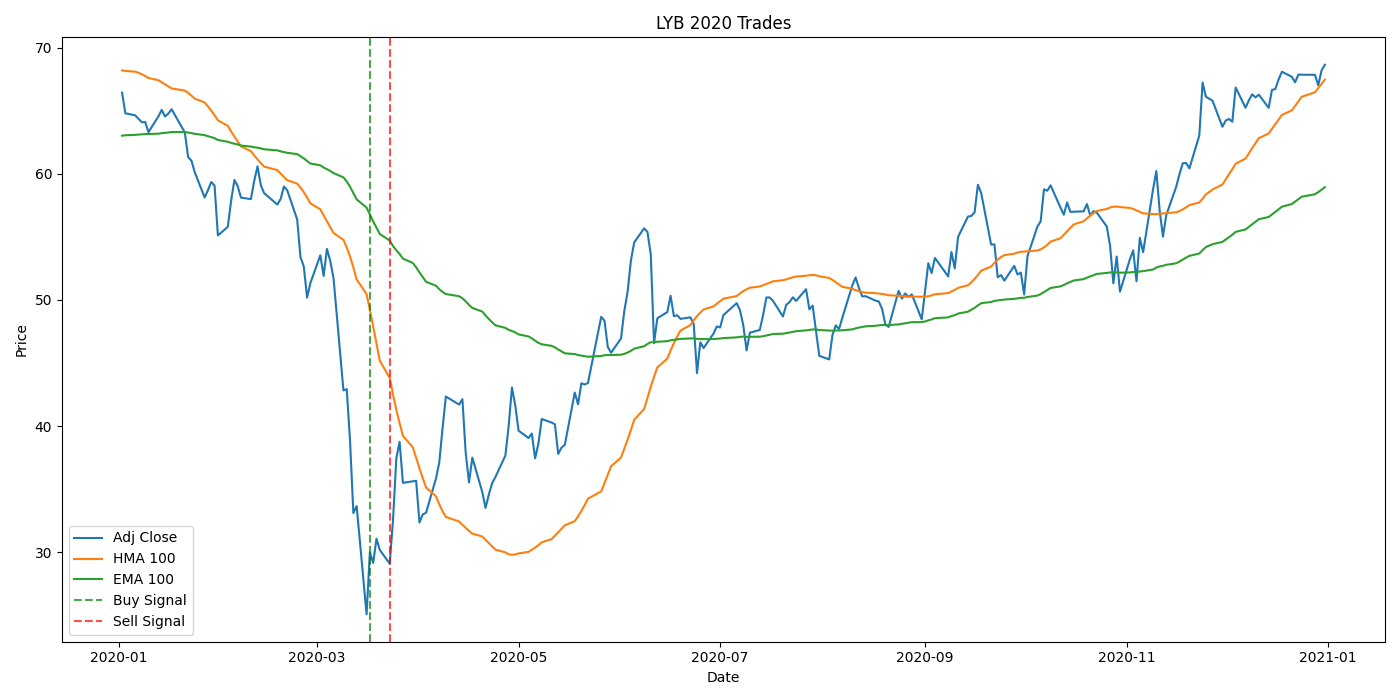 LYB 2020 Trades
Price
70
60
50
40
30
Adj Close
HMA 100
EMA 100
Buy Signal
Sell Signal
2020-01
2020-03
2020-05
2020-07
2020-09
2020-11
2021-01
Date